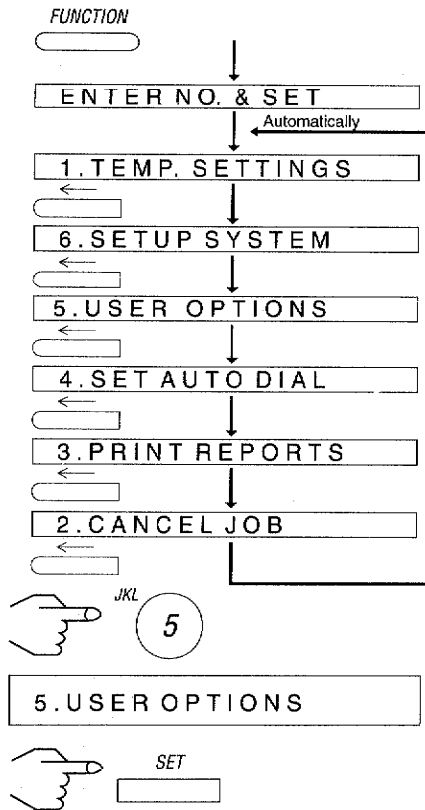 FUNCTION
ENTER NO. & SET
Automatically
1.TEMP. SETTINGS
6.SETUP SYSTEM
5.USER OPTIONS
4.SET AUTO DIAL
3.PRINT REPORTS
2.CANCEL JOB
JKL
5
5.USER OPTIONS
SET